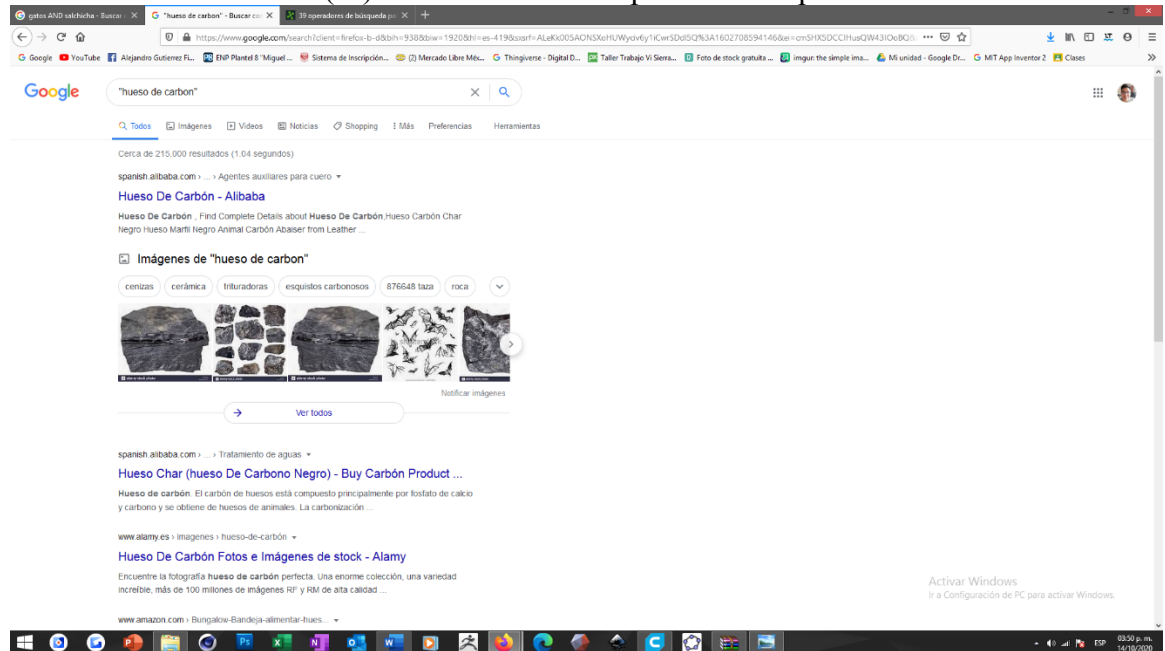 gatos AND salchicha - Buscar
"hueso de carbon" - Buscar con
39 operadores de búsqueda pa
https://www.google.com/search?client=firefox-b-d&bih=938&biw=1920&hl=es-419&sxsrf=
Google YouTube Alejandro Gutierrez Fi... ENP Plantel 8 "Miguel ... Sistema de Inscripción... (2) Mercado Libre Méx... Thingiverse - Digital D... Taller Trabajo Vi Sierra... Foto de stock gratuita ... imgur: the simple ima... Mi unidad - Google Dr... MIT App Inventor 2 Clases
Google
"hueso de carbon"
Todos Imágenes Videos Noticias Shopping Más Preferencias Herramientas
Cerca de 215,000 resultados (1.04 segundos)
spanish.alibaba.com › ... › Agentes auxiliares para cuero
Hueso De Carbón - Alibaba
Hueso De Carbón , Find Complete Details about Hueso De Carbón,Hueso Carbón Char
Negro Hueso Marfil Negro Animal Carbón Abaiser from Leather ...
Imágenes de "hueso de carbon"
cenizas cerámica trituradoras esquistos carbonosos 876648 taza roca
Notificar imágenes
Ver todos
spanish.alibaba.com › ... › Tratamiento de aguas
Hueso Char (hueso De Carbono Negro) - Buy Carbón Product ...
Hueso de carbón. El carbón de huesos está compuesto principalmente por fosfato de calcio
y carbono y se obtiene de huesos de animales. La carbonización ...
www.alamy.es › imagenes › hueso-de-carbón
Hueso De Carbón Fotos e Imágenes de stock - Alamy
Encuentre la fotografía hueso de carbón perfecta. Una enorme colección, una variedad
increíble, más de 100 millones de imágenes RF y RM de alta calidad ...
www.amazon.com › Bungalow-Bandeja-alimentar-hues...
Activar Windows
Ir a Configuración de PC para activar Windows.
ESP
03:50 p. m.
14/10/2020